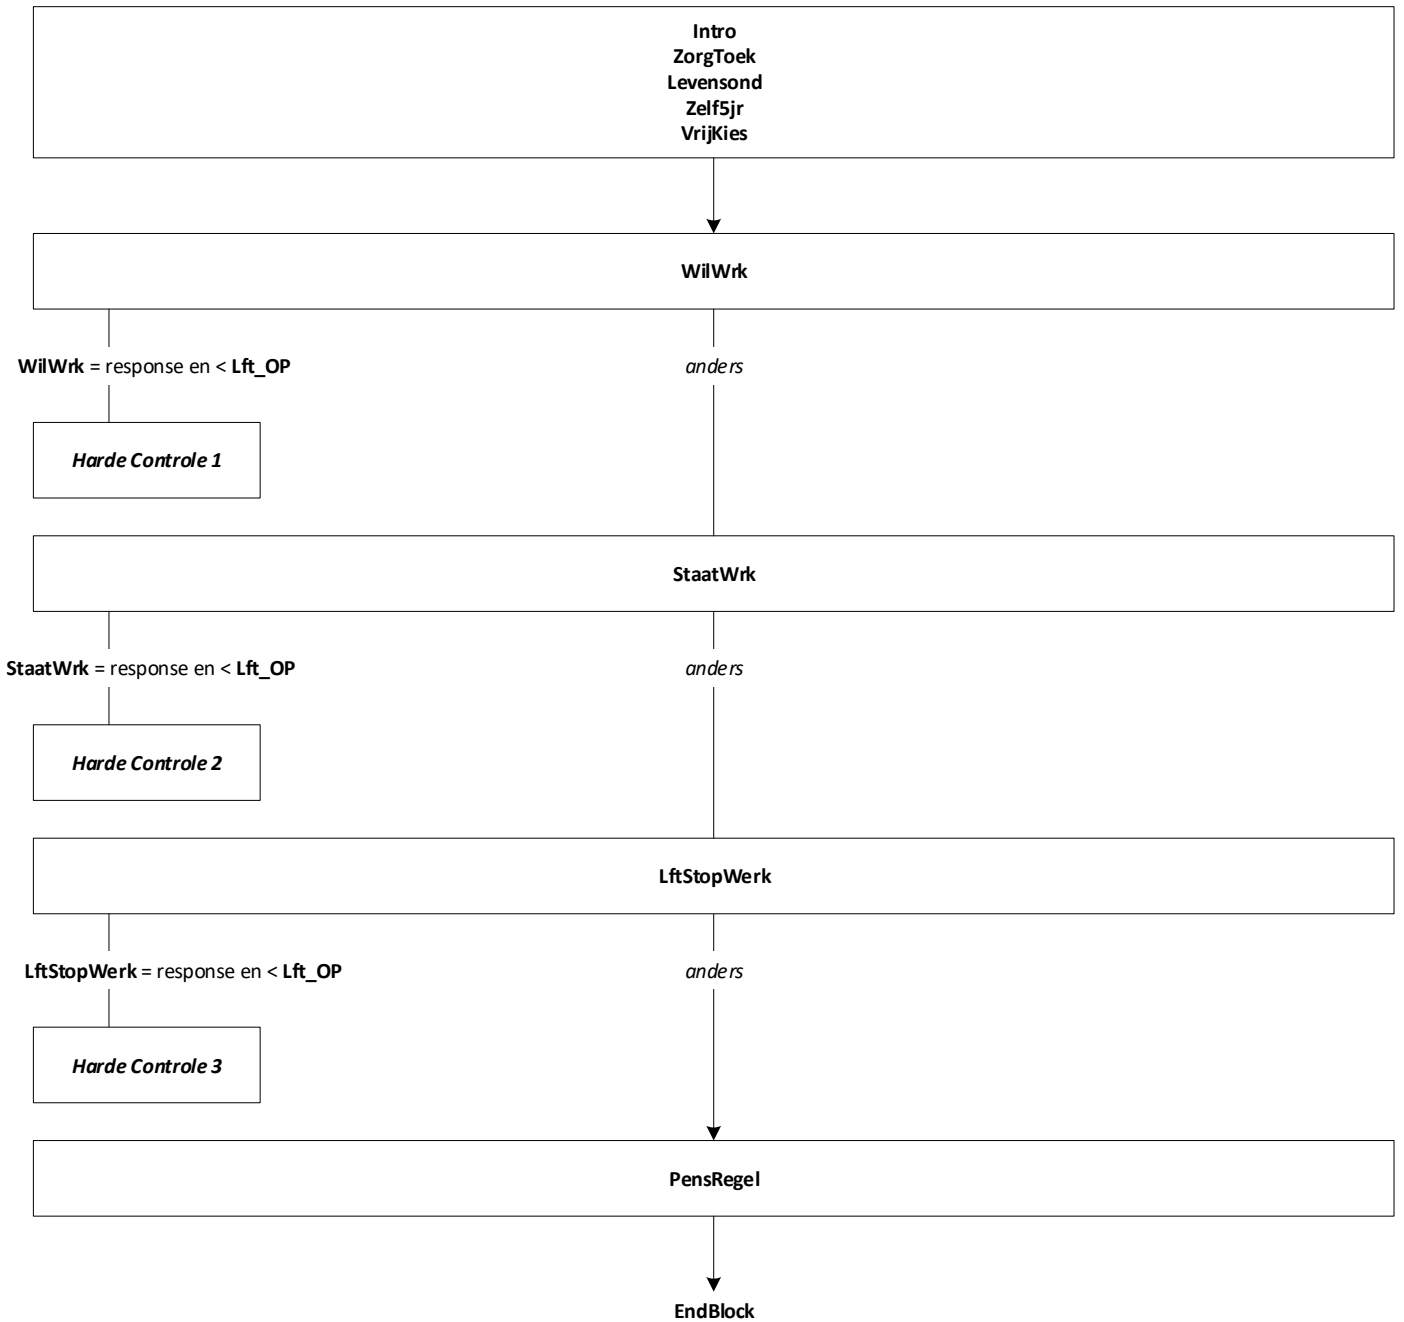 Intro
ZorgToek
Levensond
Zelf5jr
VrijKies
WilWrk
WilWrk = response en < Lft_OP
anders
Harde Controle 1
StaatWrk
StaatWrk = response en < Lft_OP
anders
Harde Controle 2
LftStopWerk
LftStopWerk = response en < Lft_OP
anders
Harde Controle 3
PensRegel
EndBlock